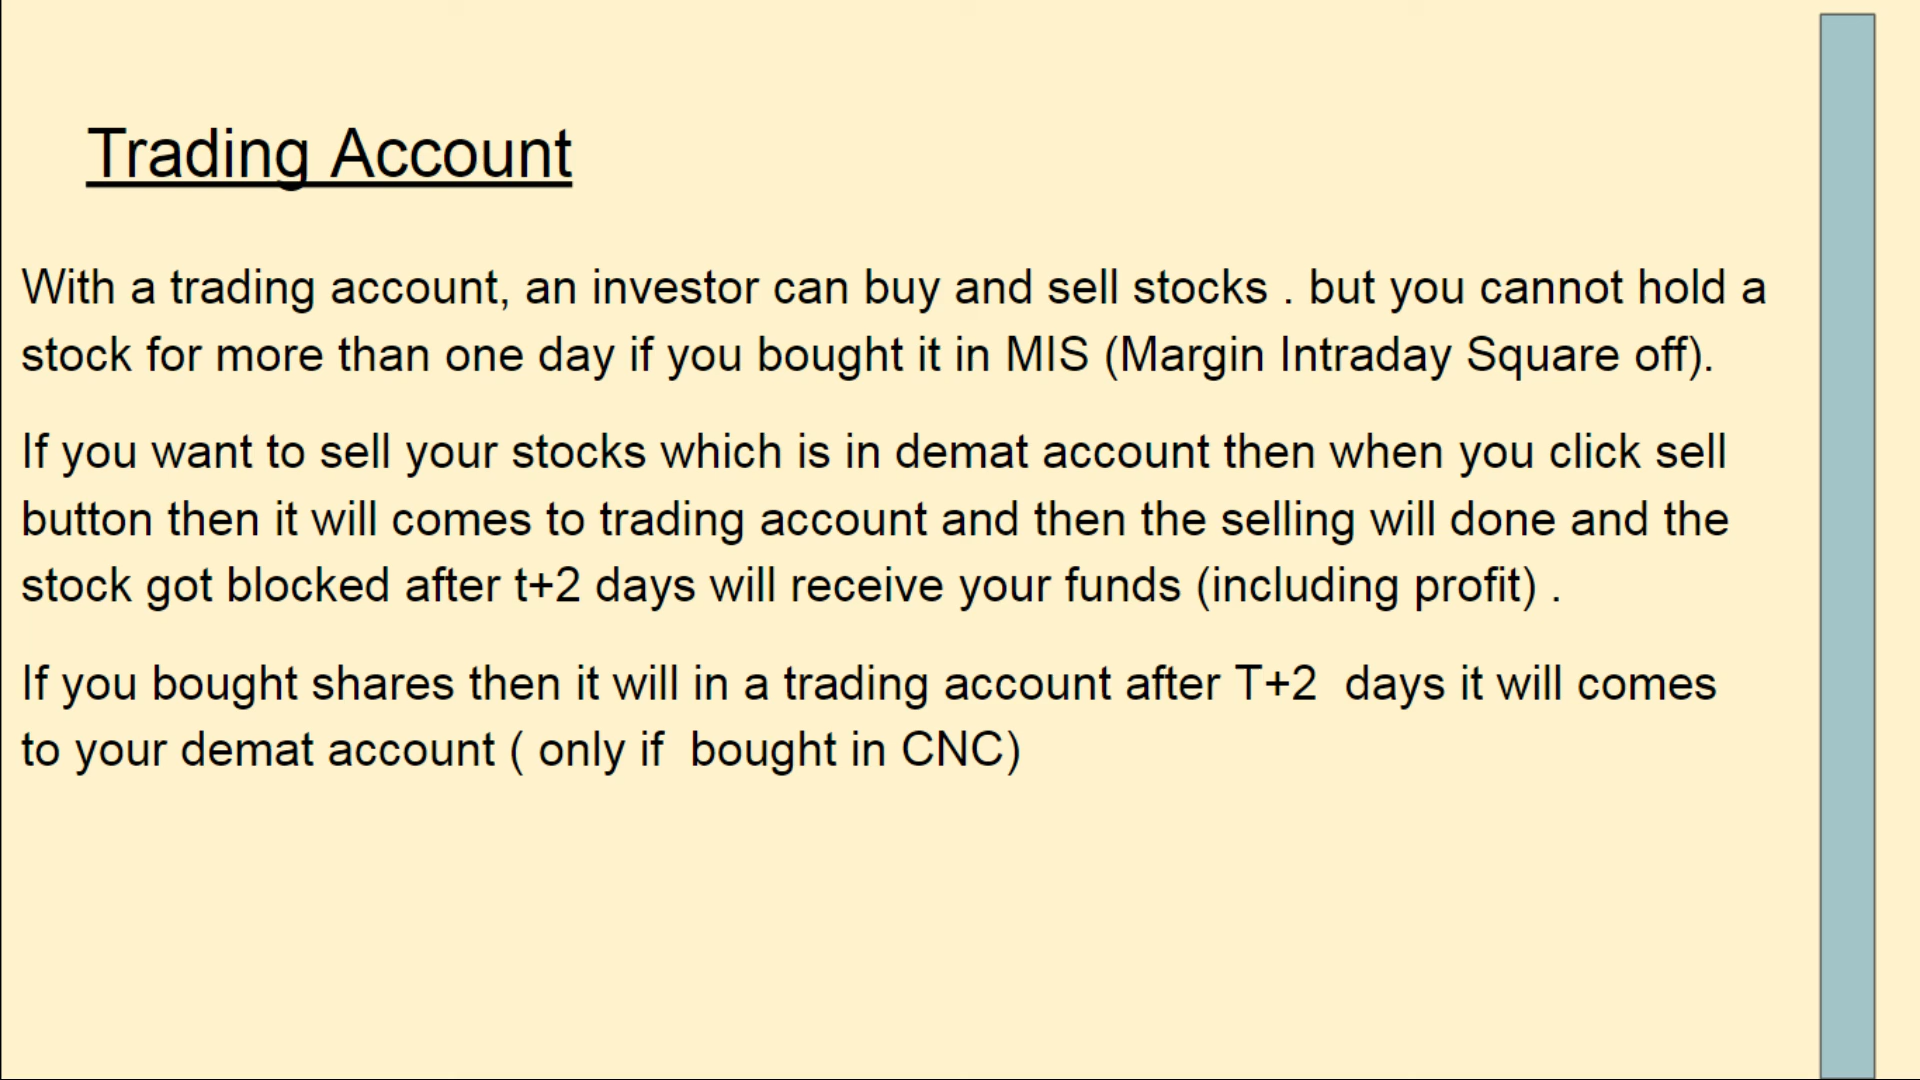 Trading Account
With a trading account, an investor can buy and sell stocks . but you cannot hold a
stock for more than one day if you bought it in MIS (Margin Intraday Square off).
If you want to sell your stocks which is in demat account then when you click sell
button then it will comes to trading account and then the selling will done and the
stock got blocked after t+2 days will receive your funds (including profit) .
If you bought shares then it will in a trading account after T+2  days it will comes
to your demat account ( only if  bought in CNC)